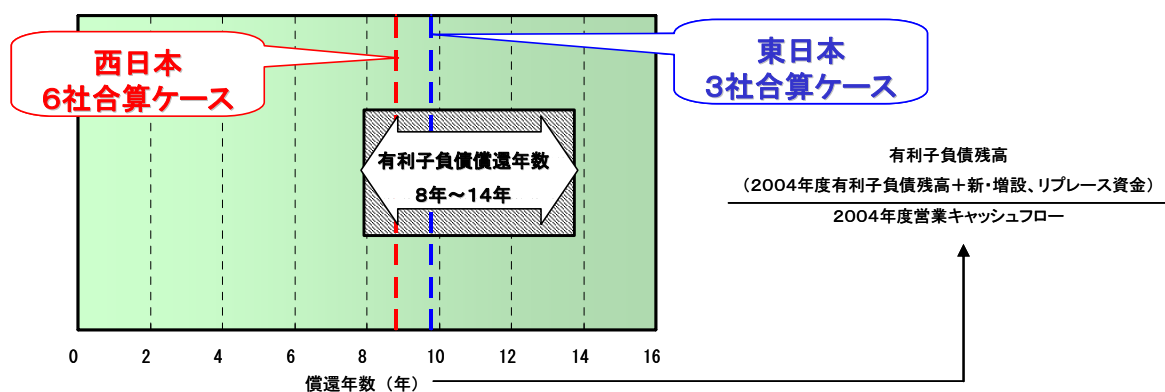 西日本
6社合算ケース
東日本
3社合算ケース
有利子負債償還年数
8年～14年
有利子負債残高
(2004年度有利子負債残高＋新・増設、リプレース資金)
2004年度営業キャッシュフロー
0 2 4 6 8 10 12 14 16
償還年数 (年)